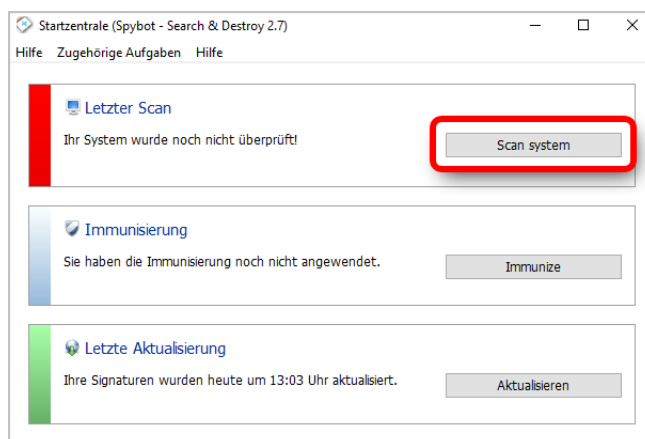 Startzentrale (Spybot - Search & Destroy 2.7)
Hilfe Zugehörige Aufgaben Hilfe
Letzter Scan
Ihr System wurde noch nicht überprüft!
Scan system
Immunisierung
Sie haben die Immunisierung noch nicht angewendet.
Immunize
Letzte Aktualisierung
Ihre Signaturen wurden heute um 13:03 Uhr aktualisiert.
Aktualisieren